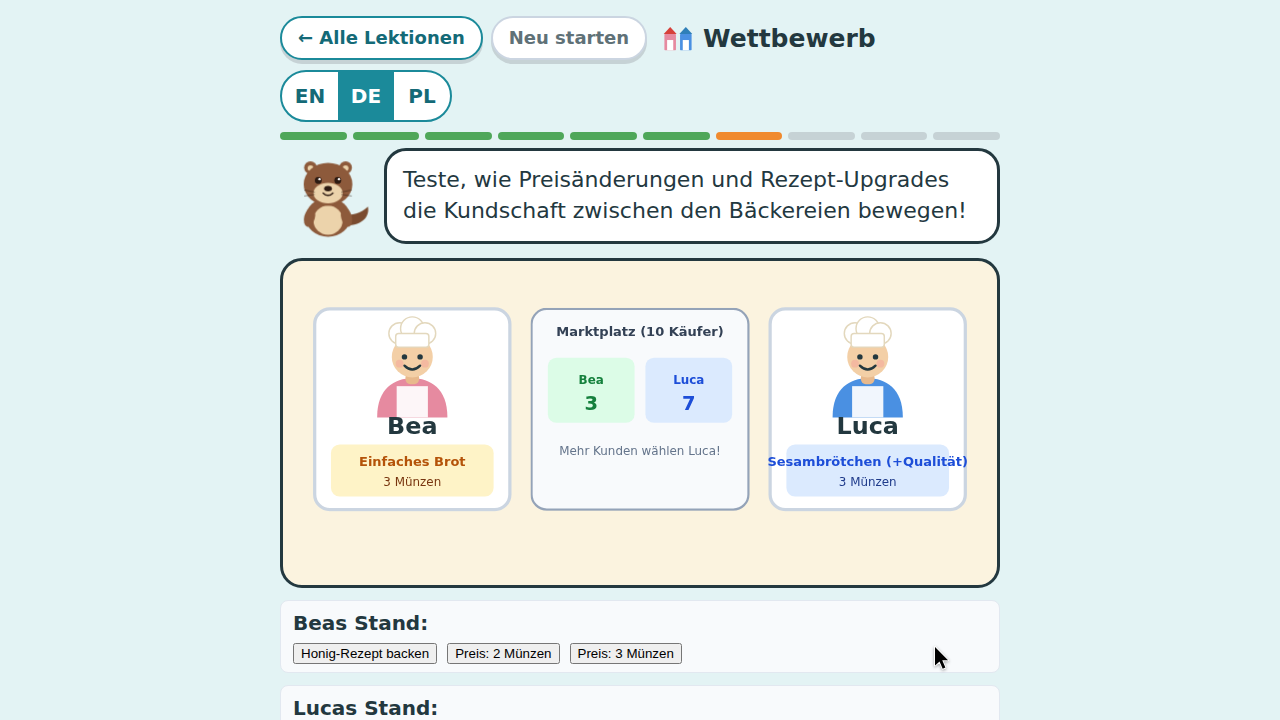 ← Alle Lektionen
Neu starten
Wettbewerb
EN DE PL
Teste, wie Preisänderungen und Rezept-Upgrades
die Kundschaft zwischen den Bäckereien bewegen!
Bea
Einfaches Brot
3 Münzen
Marktplatz (10 Käufer)
Bea
3
Luca
7
Mehr Kunden wählen Luca!
Luca
Sesambrötchen (+Qualität)
3 Münzen
Beas Stand:
Honig-Rezept backen
Preis: 2 Münzen
Preis: 3 Münzen
Lucas Stand: